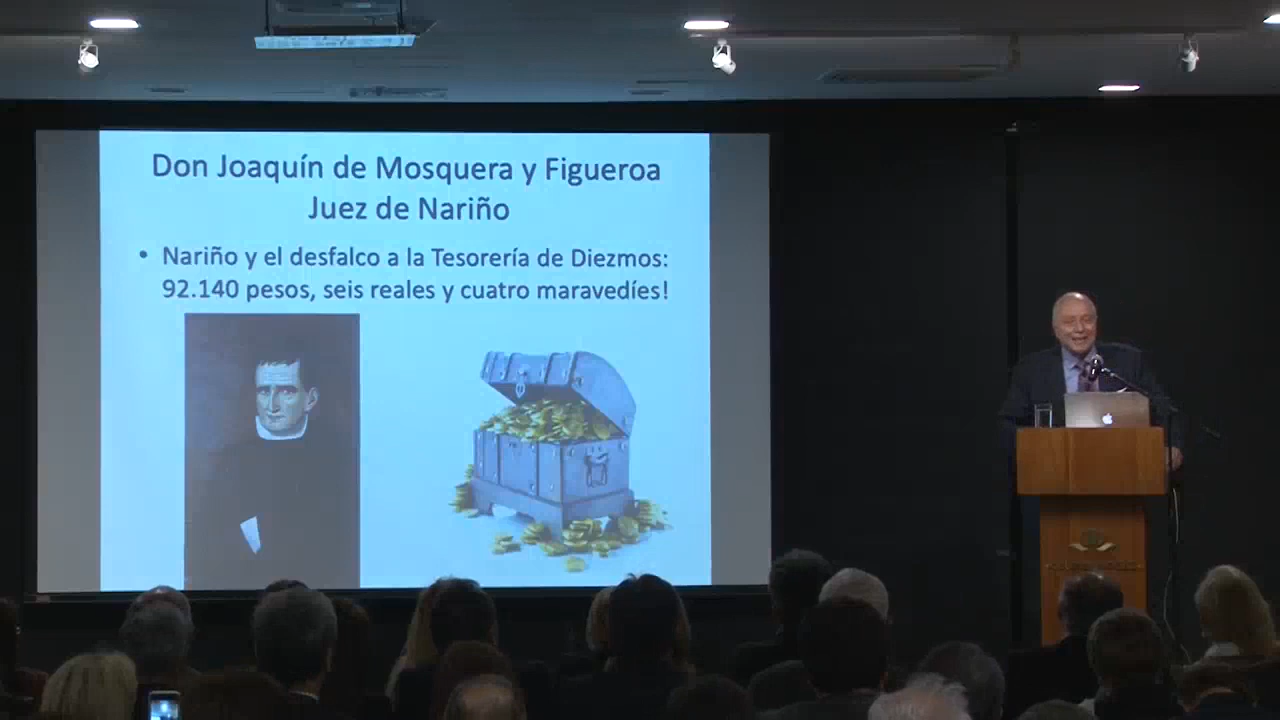 Don Joaquín de Mosquera y Figueroa
Juez de Nariño
• Nariño y el desfalco a la Tesorería de Diezmos:
92.140 pesos, seis reales y cuatro maravedíes!